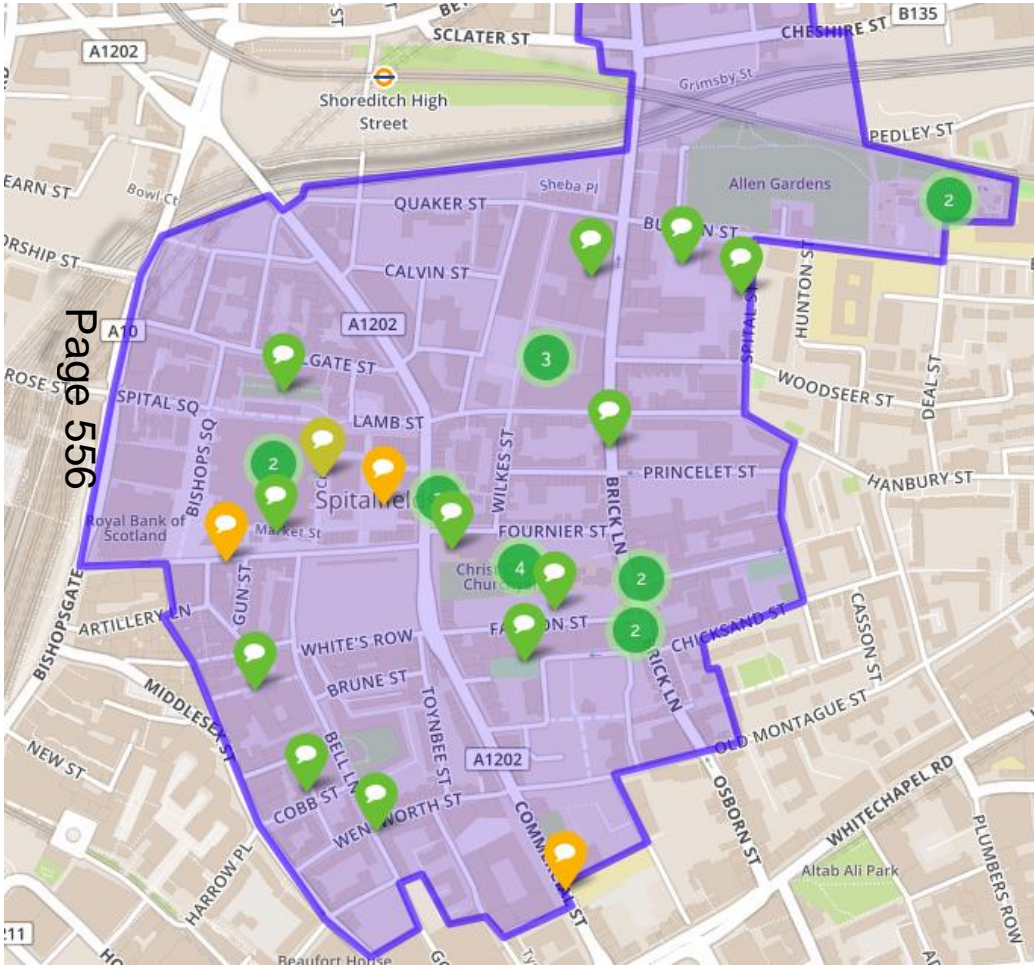 B135
CHESHIRE ST
SCLATER ST
A1202
Grimsby St
Shoreditch High
Street
PEDLEY ST
Bowl Ct
Sheba Pl
Allen Gardens
2
QUAKER ST
CALVIN ST
HUNTON ST
SPITAL ST
A10
A1202
Page 556
3
WOODSEER ST
DEAL ST
SPITAL SQ
LAMB ST
BISHOPS SQ
WILKES ST
2
PRINCELET ST
HANBURY ST
BRICK LN
Royal Bank of
Scotland
Market St
FOURNIER ST
4
2
GUN ST
BISHOPSGATE
ARTILLERY LN
WHITE'S ROW
2
CHICKSAND ST
CASSON ST
BRUNE ST
MIDDLESEX ST
TOYNBEE ST
BELL LN
OLD MONTAGUE ST
NEW ST
A1202
COBB ST
OSBORN ST
WHITECHAPEL RD
HARROW PL
Altab Ali Park
PLUMBERS ROW
Beaufort House